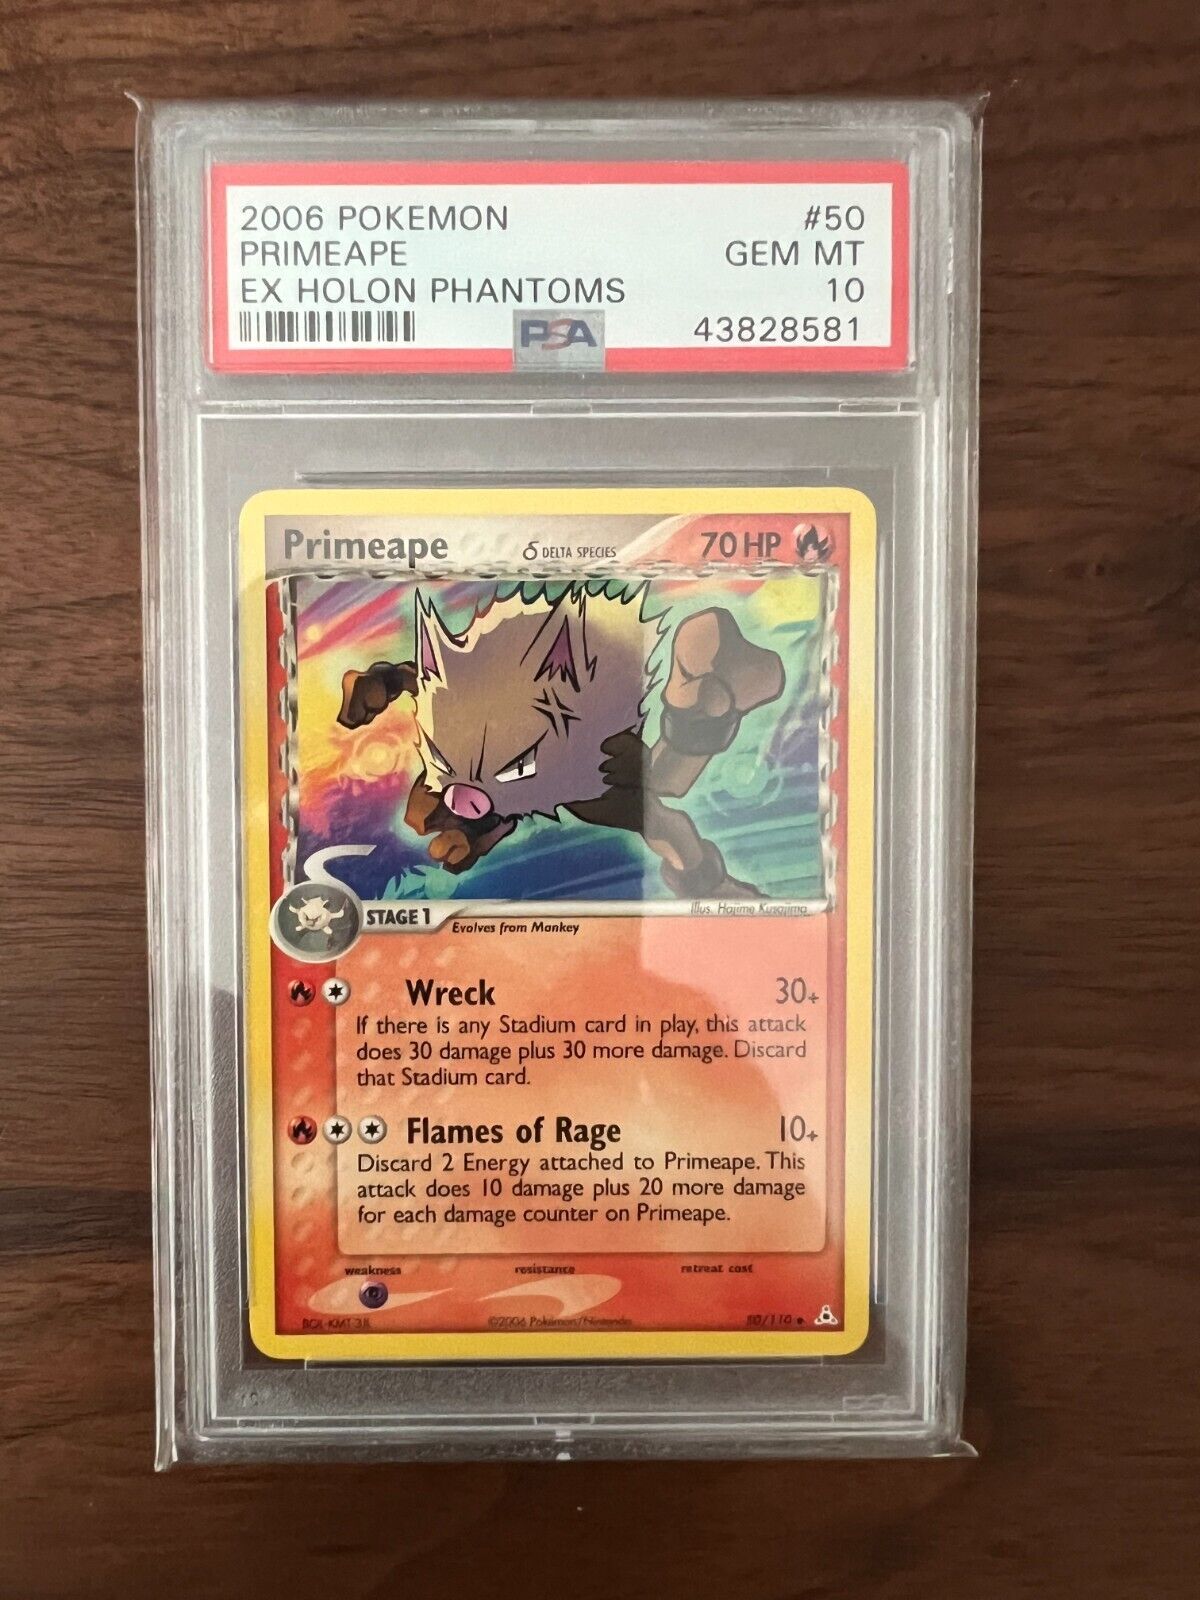 2006 POKEMON #50
PRIMEAPE GEM MT
EX HOLON PHANTOMS 10
PSA 43828581
Primeape δ DELTA SPECIES 70 HP
STAGE 1
Illus. Hajime Kusajima
Evolves from Mankey
Wreck 30+
If there is any Stadium card in play, this attack
does 30 damage plus 30 more damage. Discard
that Stadium card.
Flames of Rage 10+
Discard 2 Energy attached to Primeape. This
attack does 10 damage plus 20 more damage
for each damage counter on Primeape.
weakness resistance retreat cost
©2006 Pokémon/Nintendo 50/110